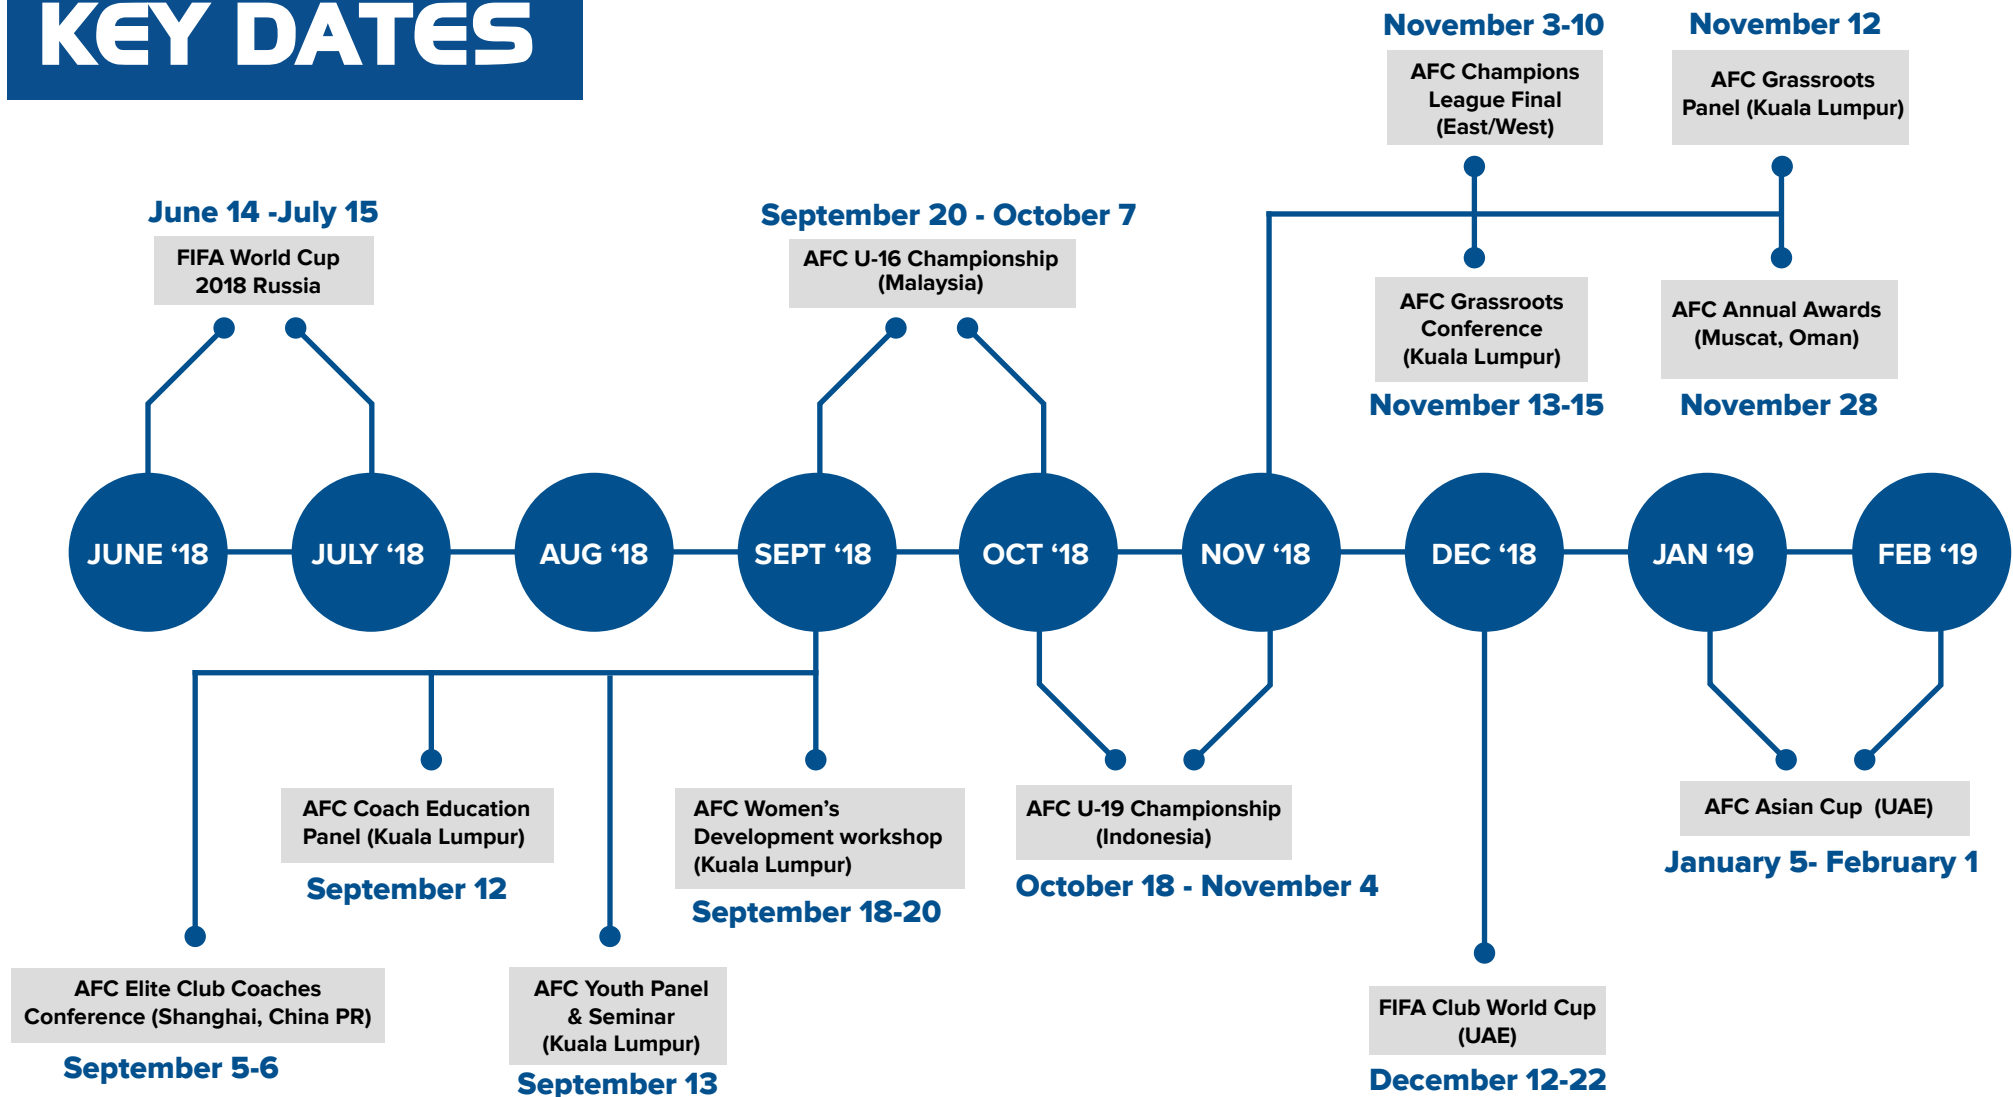 KEY DATES
November 3-10
AFC Champions
League Final
(East/West)
November 12
AFC Grassroots
Panel (Kuala Lumpur)
June 14 -July 15
FIFA World Cup
2018 Russia
September 20 - October 7
AFC U-16 Championship
(Malaysia)
AFC Grassroots
Conference
(Kuala Lumpur)
November 13-15
AFC Annual Awards
(Muscat, Oman)
November 28
JUNE ‘18
JULY ‘18
AUG ‘18
SEPT ‘18
OCT ‘18
NOV ‘18
DEC ‘18
JAN ‘19
FEB ‘19
AFC Coach Education
Panel (Kuala Lumpur)
September 12
AFC Women’s
Development workshop
(Kuala Lumpur)
September 18-20
AFC U-19 Championship
(Indonesia)
October 18 - November 4
AFC Asian Cup  (UAE)
January 5- February 1
AFC Elite Club Coaches
Conference (Shanghai, China PR)
September 5-6
AFC Youth Panel
& Seminar
(Kuala Lumpur)
September 13
FIFA Club World Cup
(UAE)
December 12-22